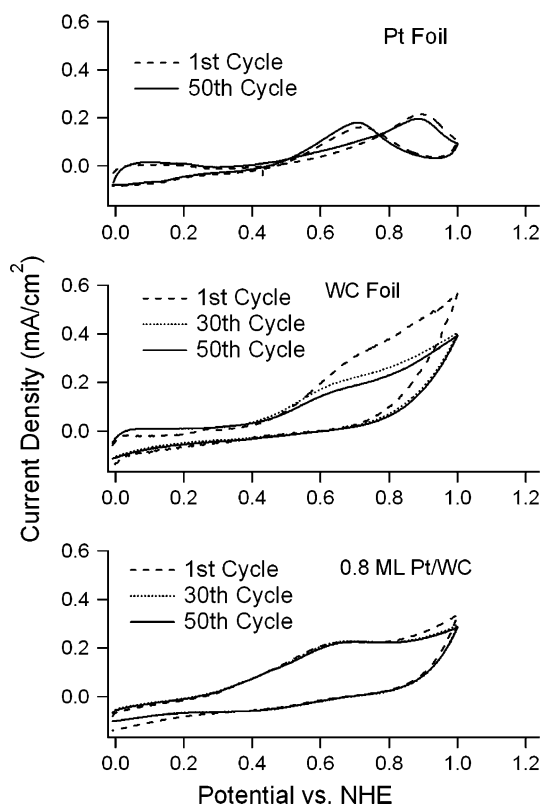 0.6
Pt Foil
1st Cycle
50th Cycle
0.4
0.2
0.0
0.0 0.2 0.4 0.6 0.8 1.0 1.2
Current Density (mA/cm²)
0.6
WC Foil
1st Cycle
30th Cycle
50th Cycle
0.4
0.2
0.0
0.0 0.2 0.4 0.6 0.8 1.0 1.2
0.6
0.8 ML Pt/WC
1st Cycle
30th Cycle
50th Cycle
0.4
0.2
0.0
0.0 0.2 0.4 0.6 0.8 1.0 1.2
Potential vs. NHE